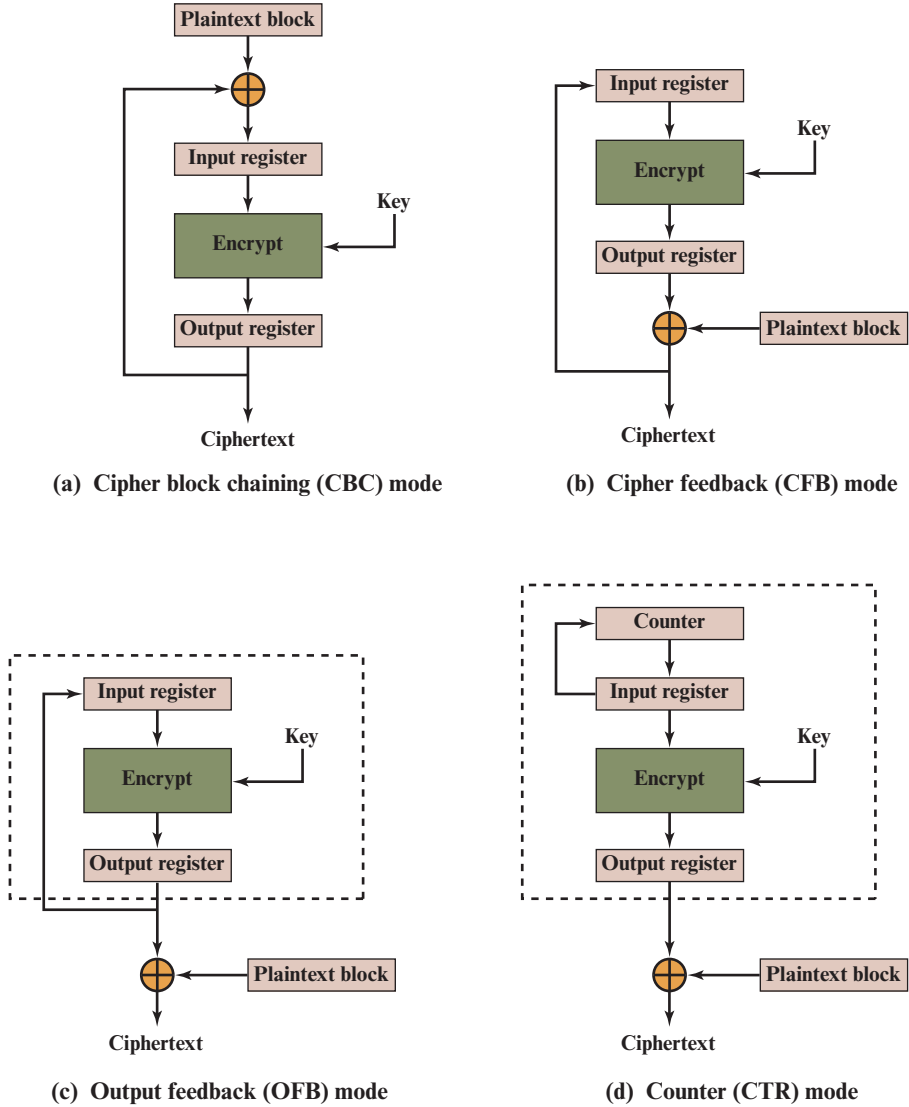 Plaintext block
Input register
Key
Encrypt
Output register
Ciphertext
(a) Cipher block chaining (CBC) mode
Input register
Key
Encrypt
Output register
Plaintext block
Ciphertext
(b) Cipher feedback (CFB) mode
Input register
Key
Encrypt
Output register
Plaintext block
Ciphertext
(c) Output feedback (OFB) mode
Counter
Input register
Key
Encrypt
Output register
Plaintext block
Ciphertext
(d) Counter (CTR) mode